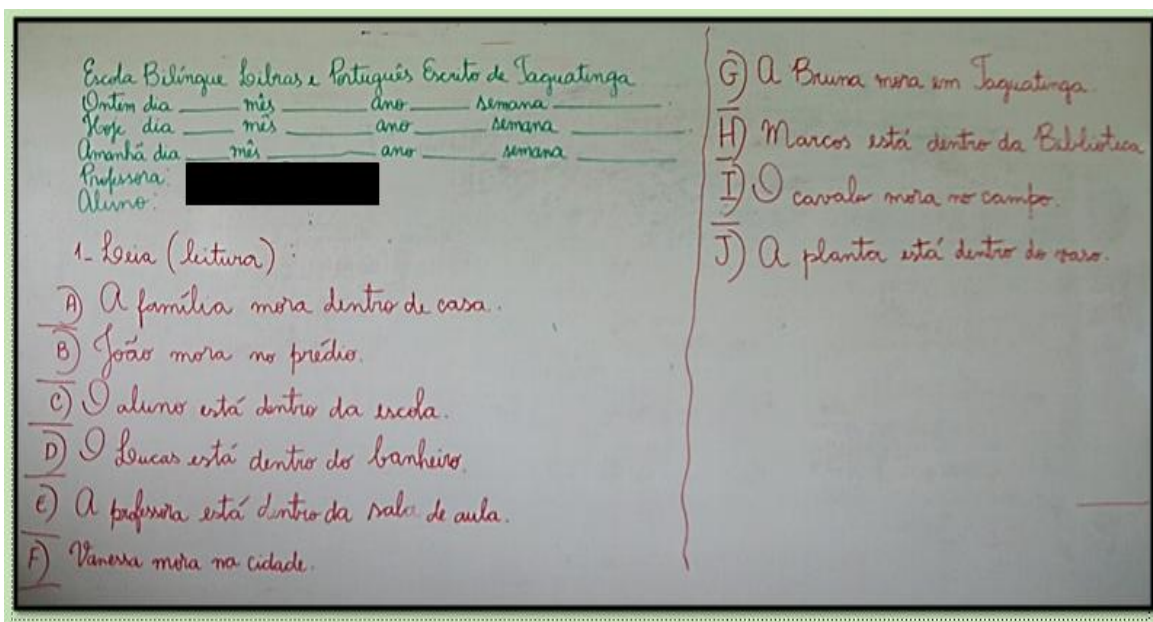 Escola Bilíngue Libras e Português Escrito de Taguatinga
Ontem dia ____ mês ______ ano ____ semana ________.
Hoje dia ____ mês ______ ano ____ semana ________.
Amanhã dia ____ mês ______ ano ____ semana ________
Professora:
Aluno:
1- Leia (leitura):
A) A família mora dentro de casa.
B) João mora no prédio.
C) O aluno está dentro da escola.
D) O Lucas está dentro do banheiro.
E) A professora está dentro da sala de aula.
F) Vanessa mora na cidade.
G) A Bruna mora em Taguatinga.
H) Marcos está dentro da Biblioteca
I) O cavalo mora no campo.
J) A planta está dentro do vaso.